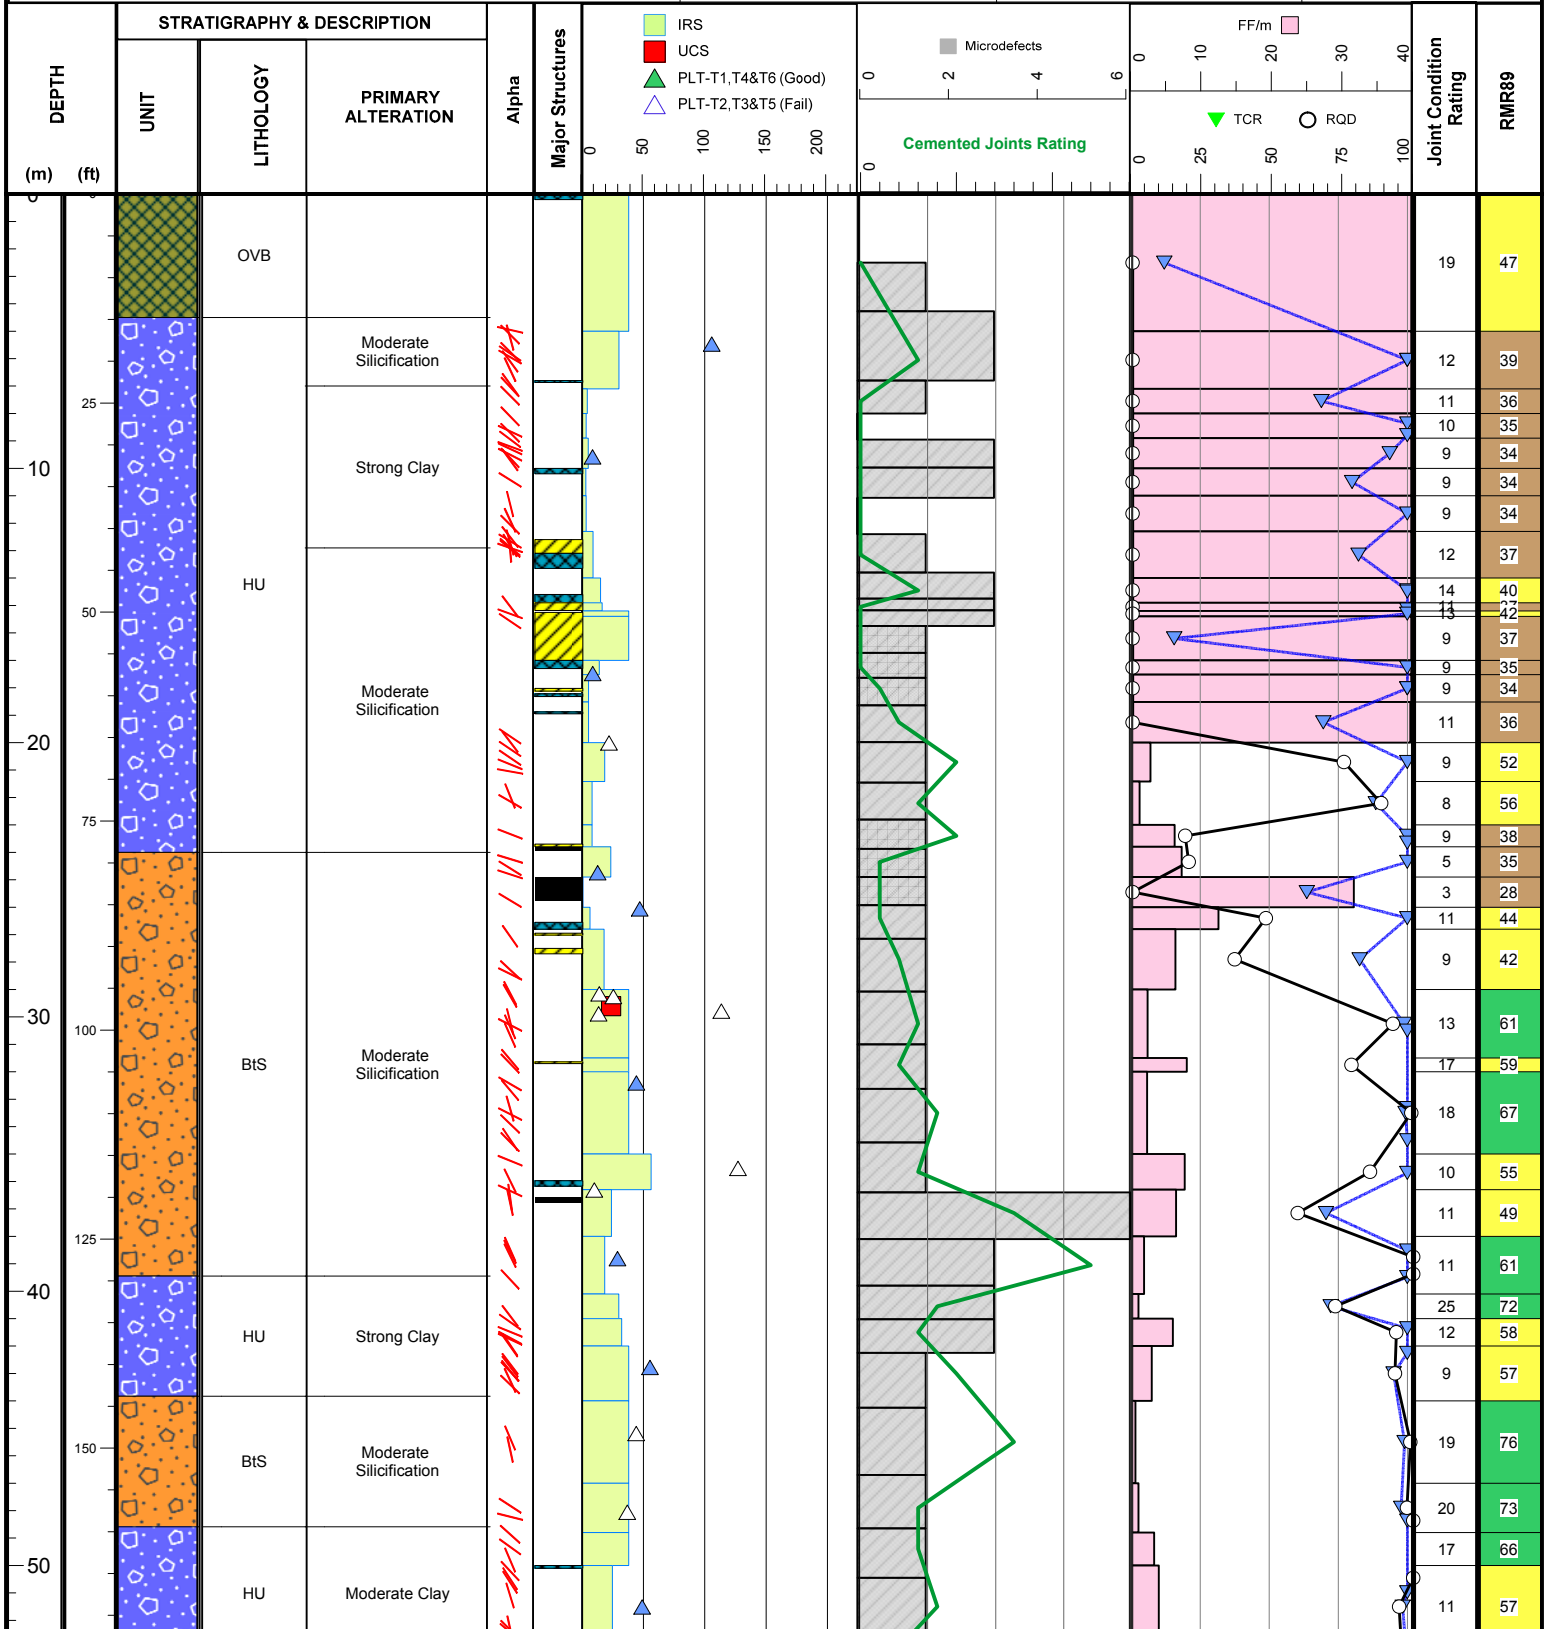 STRATIGRAPHY & DESCRIPTION
DEPTH
(m)
(ft)
UNIT
LITHOLOGY
PRIMARY
ALTERATION
Alpha
Major Structures
IRS
UCS
PLT-T1,T4&T6 (Good)
PLT-T2,T3&T5 (Fail)
0 50 100 150 200
Microdefects
0 2 4 6
Cemented Joints Rating
0
FF/m
0 10 20 30 40
TCR
RQD
0 25 50 75 100
Joint Condition
Rating
RMR89
OVB
19 47
Moderate
Silicification
12 39
25
11 36
10 35
9 34
Strong Clay
10
9 34
9 34
12 37
HU
14 40
50
11 37
13 42
9 37
9 35
Moderate
Silicification
9 34
11 36
20
9 52
8 56
75
9 38
5 35
3 28
11 44
9 42
30
100
13 61
BtS
Moderate
Silicification
17 59
18 67
10 55
11 49
125
11 61
40
25 72
HU
Strong Clay
12 58
9 57
150
19 76
BtS
Moderate
Silicification
20 73
17 66
50
HU
Moderate Clay
11 57